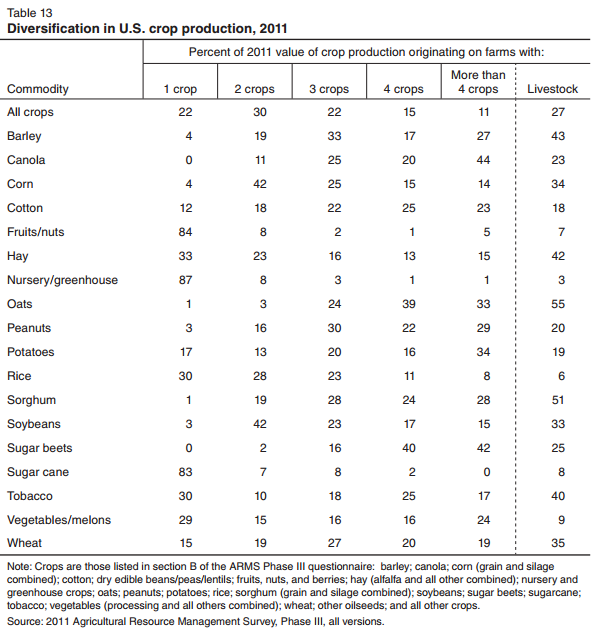 Table 13
Diversification in U.S. crop production, 2011
Percent of 2011 value of crop production originating on farms with:
Commodity 1 crop 2 crops 3 crops 4 crops More than 4 crops Livestock
All crops 22 30 22 15 11 27
Barley 4 19 33 17 27 43
Canola 0 11 25 20 44 23
Corn 4 42 25 15 14 34
Cotton 12 18 22 25 23 18
Fruits/nuts 84 8 2 1 5 7
Hay 33 23 16 13 15 42
Nursery/greenhouse 87 8 3 1 1 3
Oats 1 3 24 39 33 55
Peanuts 3 16 30 22 29 20
Potatoes 17 13 20 16 34 19
Rice 30 28 23 11 8 6
Sorghum 1 19 28 24 28 51
Soybeans 3 42 23 17 15 33
Sugar beets 0 2 16 40 42 25
Sugar cane 83 7 8 2 0 8
Tobacco 30 10 18 25 17 40
Vegetables/melons 29 15 16 16 24 9
Wheat 15 19 27 20 19 35
Note: Crops are those listed in section B of the ARMS Phase III questionnaire: barley; canola; corn (grain and silage
combined); cotton; dry edible beans/peas/lentils; fruits, nuts, and berries; hay (alfalfa and all other combined); nursery and
greenhouse crops; oats; peanuts; potatoes; rice; sorghum (grain and silage combined); soybeans; sugar beets; sugarcane;
tobacco; vegetables (processing and all others combined); wheat; other oilseeds; and all other crops.
Source: 2011 Agricultural Resource Management Survey, Phase III, all versions.